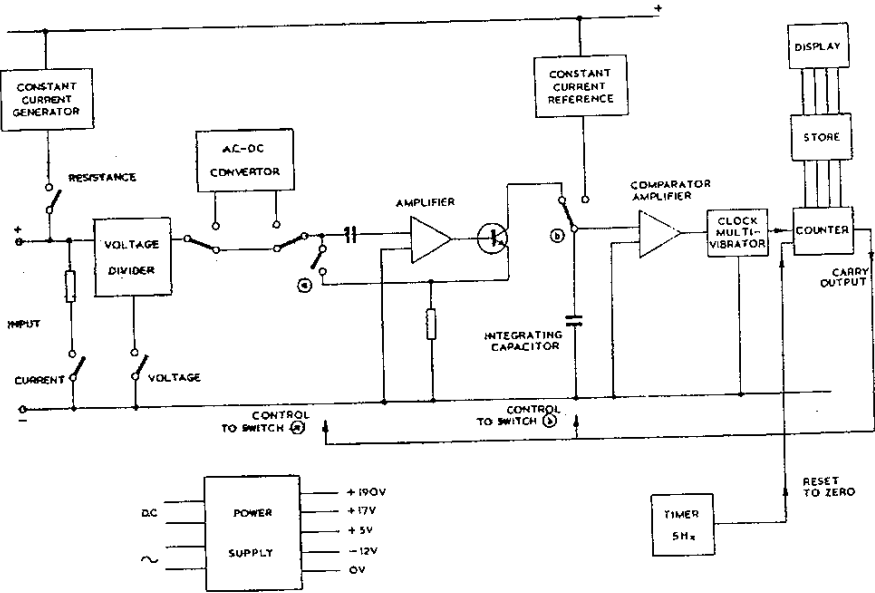 +
CONSTANT
CURRENT
GENERATOR
CONSTANT
CURRENT
REFERENCE
DISPLAY
STORE
A.C-DC
CONVERTOR
RESISTANCE
AMPLIFIER
COMPARATOR
AMPLIFIER
+
VOLTAGE
DIVIDER
a
b
CLOCK
MULTI-
VIBRATOR
COUNTER
CARRY
OUTPUT
INPUT
INTEGRATING
CAPACITOR
CURRENT
VOLTAGE
–
CONTROL
TO SWITCH a
CONTROL
TO SWITCH b
RESET
TO ZERO
D.C
~
POWER
SUPPLY
+190V
+17V
+5V
-12V
0V
TIMER
5Hz